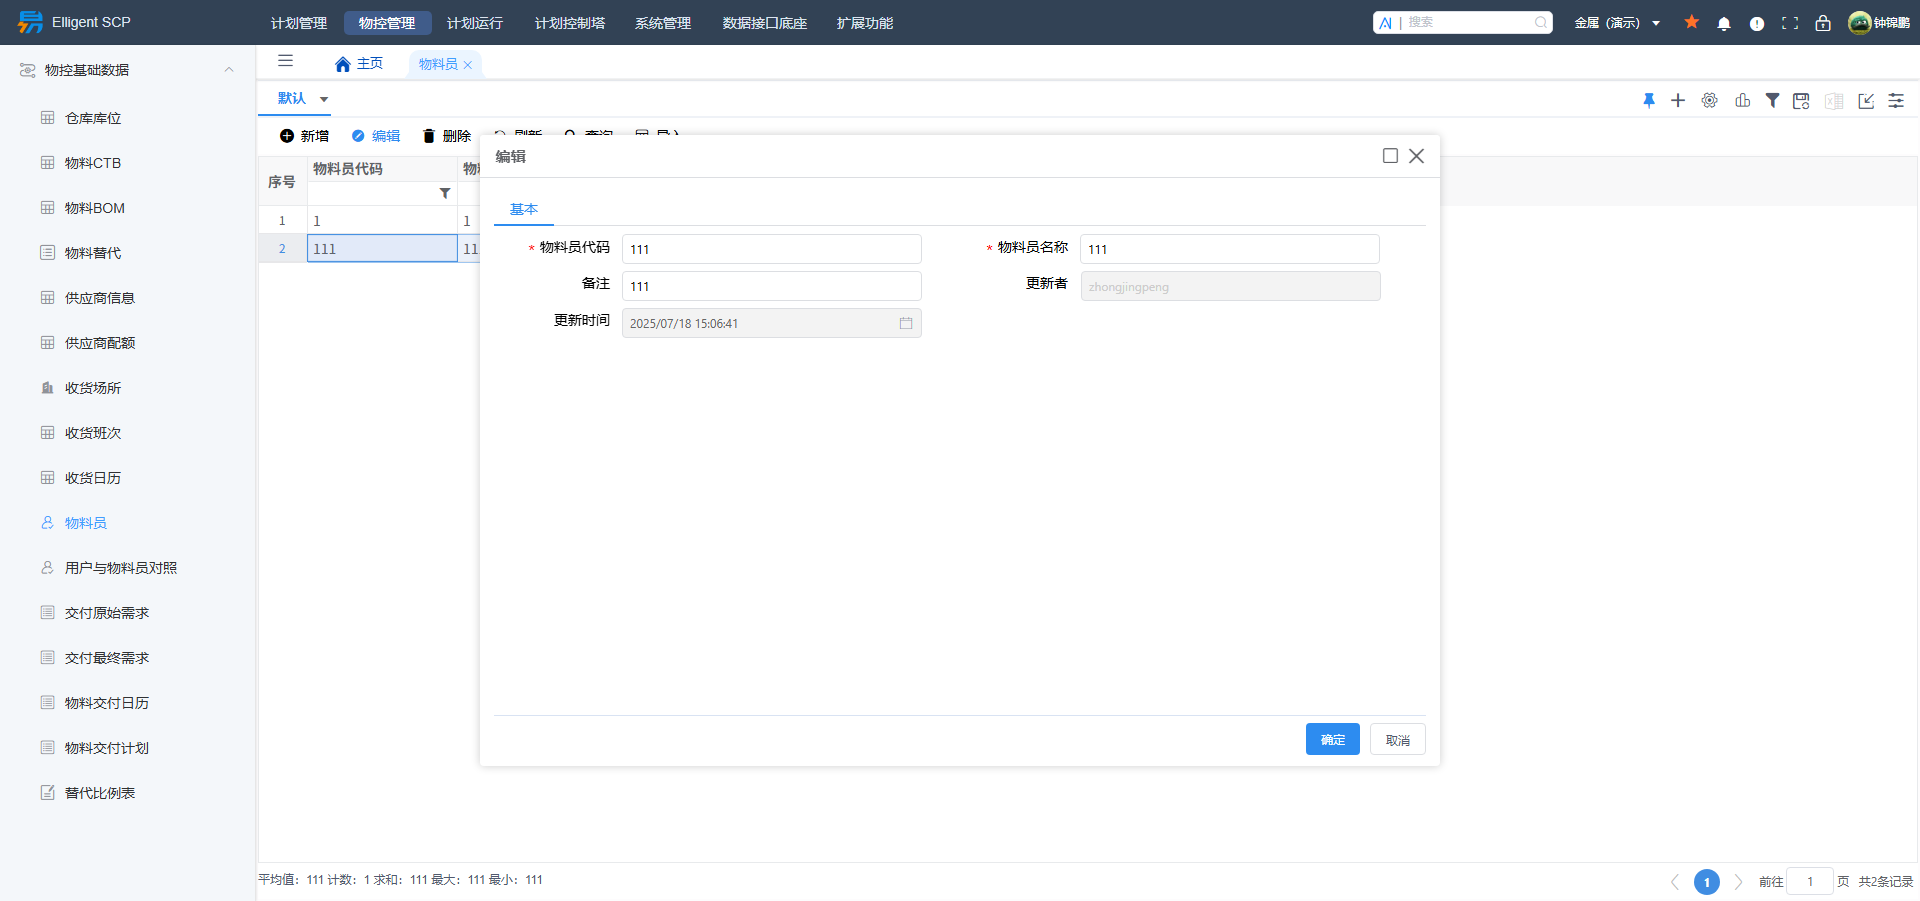 Elligent SCP
计划管理 物控管理 计划运行 计划控制塔 系统管理 数据接口底座 扩展功能
搜索
金属（演示）
钟锦鹏
物控基础数据
仓库库位
物料CTB
物料BOM
物料替代
供应商信息
供应商配额
收货场所
收货班次
收货日历
物料员
用户与物料员对照
交付原始需求
交付最终需求
物料交付日历
物料交付计划
替代比例表
主页 物料员
默认
新增 编辑 删除 刷新 查询 导入
序号 物料员代码
1 1 1
2 111 11
编辑
基本
* 物料员代码 111
* 物料员名称 111
备注 111
更新者 zhongjingpeng
更新时间 2025/07/18 15:06:41
确定 取消
平均值：111 计数：1 求和：111 最大：111 最小：111
1 前往 1 页 共2条记录